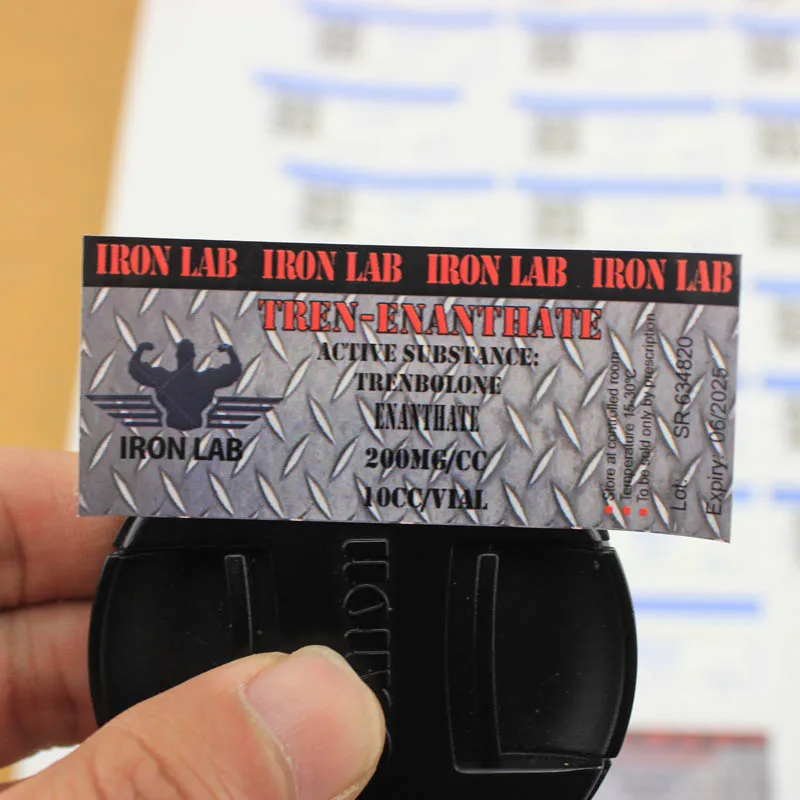 IRON LAB IRON LAB IRON LAB IRON LAB
TREN-ENANTHATE
ACTIVE SUBSTANCE:
TRENBOLONE
ENANTHATE
200MG/CC
10CC/VIAL
IRON LAB
Store at controlled room
Temperature 15-30°C
To be sold only by prescription
Lot: SR 634820
Expiry: 06/2025